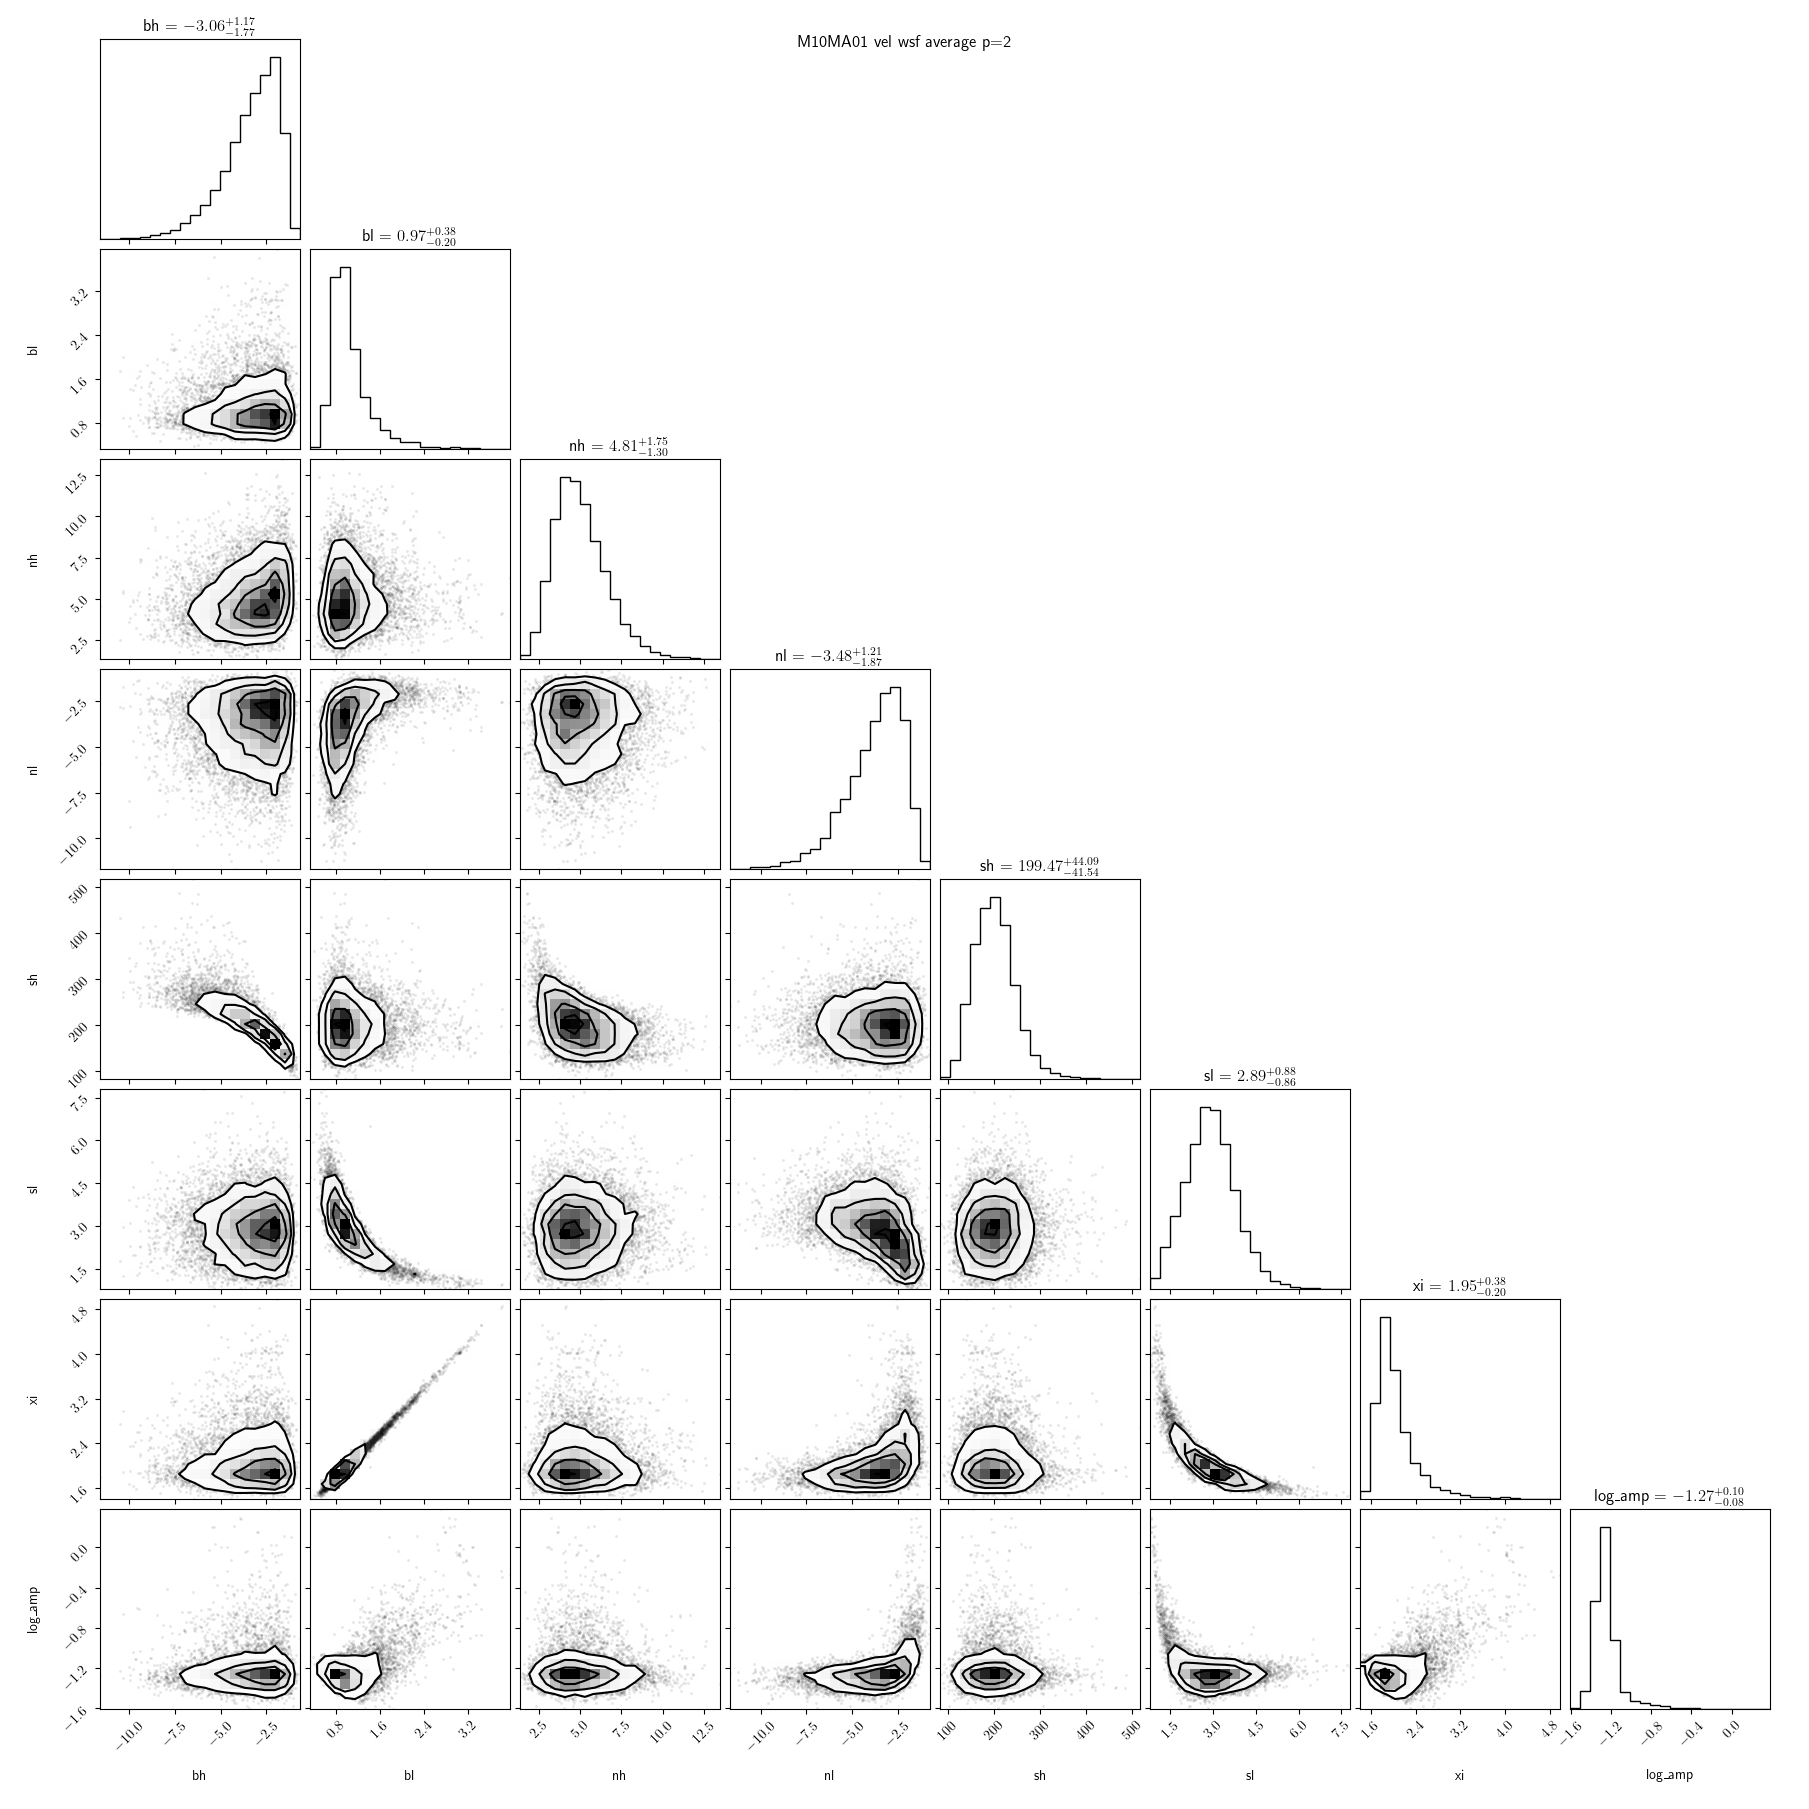 M10MA01 vel wsf average p=2
bh = −3.06 +1.17 −1.77
bl = 0.97 +0.38 −0.20
nh = 4.81 +1.75 −1.30
nl = −3.48 +1.21 −1.87
sh = 199.47 +44.09 −41.54
sl = 2.89 +0.88 −0.86
xi = 1.95 +0.38 −0.20
log_amp = −1.27 +0.10 −0.08
bl
3.2
2.4
1.6
0.8
nh
12.5
10.0
7.5
5.0
2.5
nl
−2.5
−5.0
−7.5
−10.0
sh
500
400
300
200
100
sl
7.5
6.0
4.5
3.0
1.5
xi
4.8
4.0
3.2
2.4
1.6
log_amp
0.0
−0.4
−0.8
−1.2
−1.6
−10.0 −7.5 −5.0 −2.5 0.8 1.6 2.4 3.2 2.5 5.0 7.5 10.0 12.5 −10.0 −7.5 −5.0 −2.5 100 200 300 400 500 1.5 3.0 4.5 6.0 7.5 1.6 2.4 3.2 4.0 4.8 −1.6 −1.2 −0.8 −0.4 0.0
bh bl nh nl sh sl xi log_amp